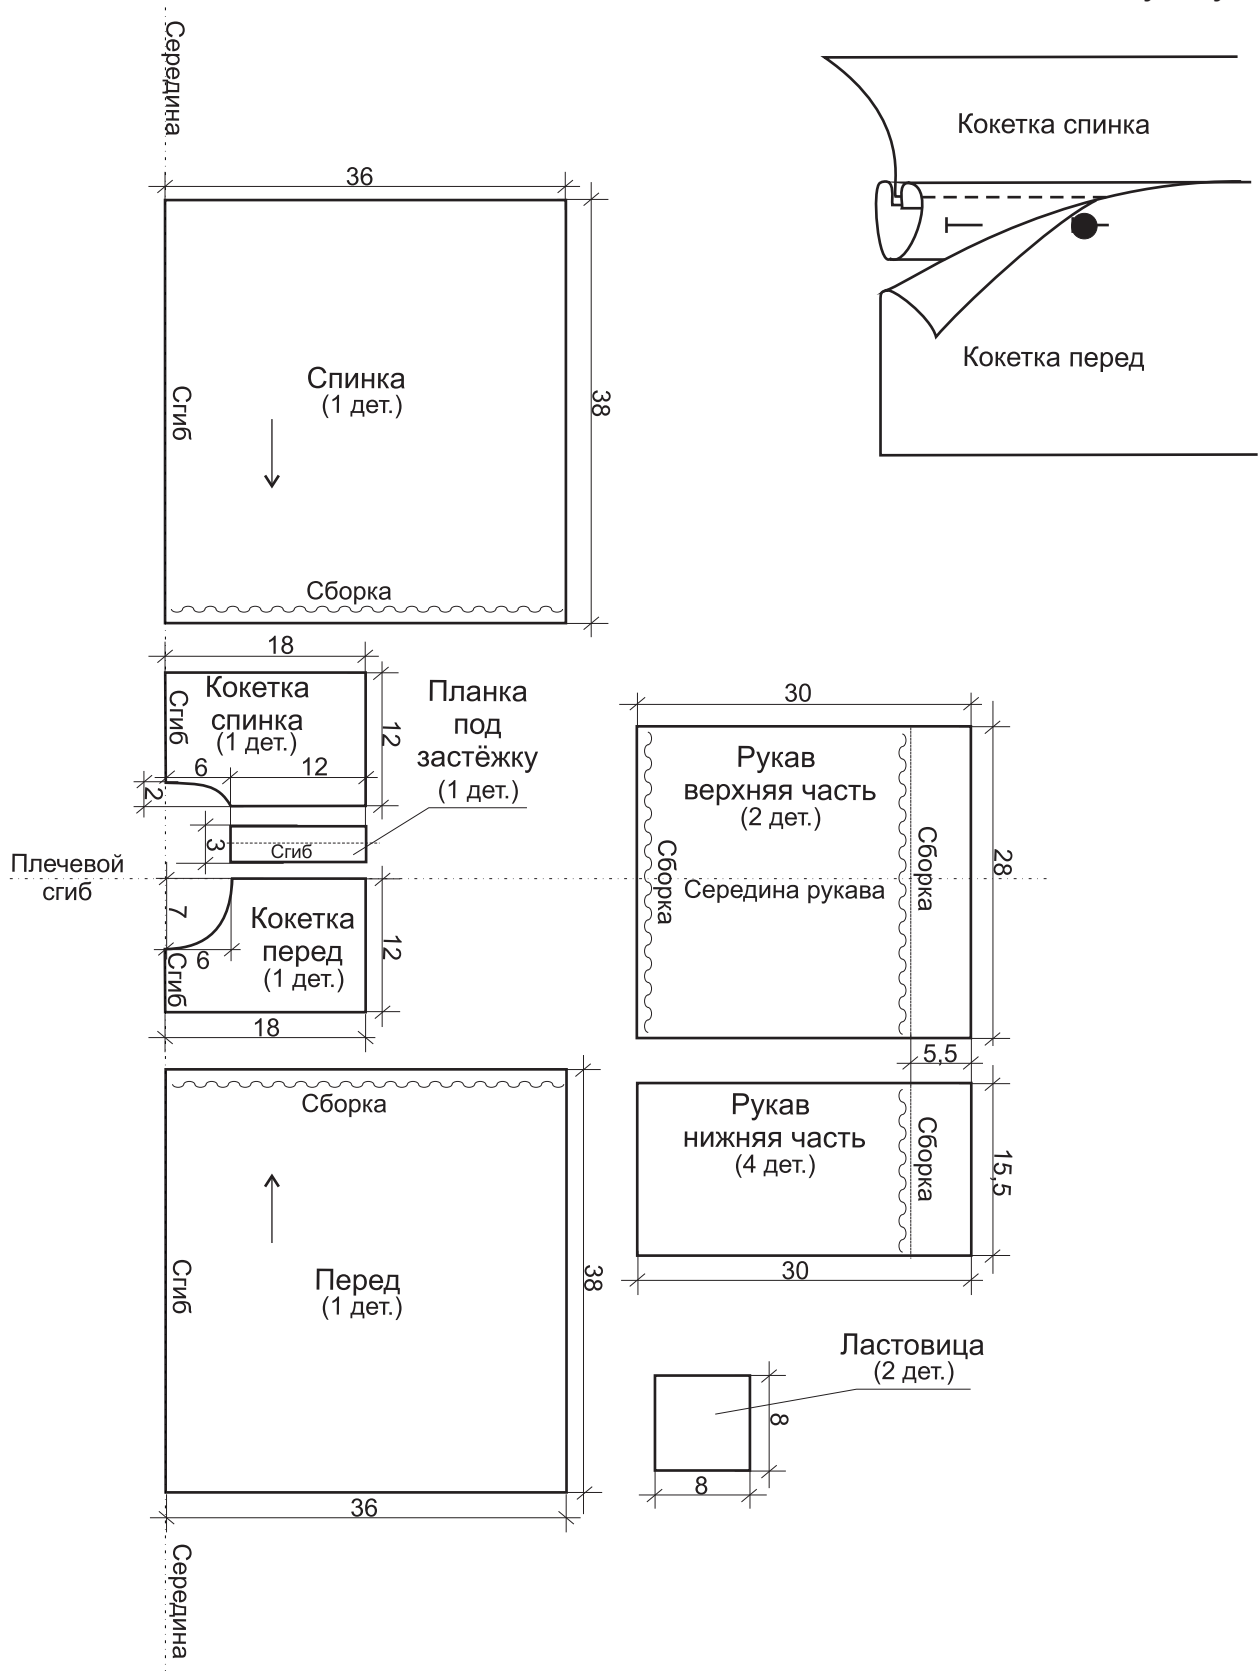 Середина
Кокетка спинка
36
Спинка
(1 дет.)
Сгиб
38
Кокетка перед
Сборка
18
Сгиб
Кокетка
спинка
(1 дет.)
12
6
12
2
Планка
под
застёжку
(1 дет.)
3
Сгиб
Плечевой
сгиб
7
6
Сгиб
Кокетка
перед
(1 дет.)
12
18
30
Рукав
верхняя часть
(2 дет.)
Сборка
Середина рукава
Сборка
28
5,5
Сборка
Перед
(1 дет.)
Сгиб
38
36
Рукав
нижняя часть
(4 дет.)
Сборка
15,5
30
Ластовица
(2 дет.)
8
8
Середина